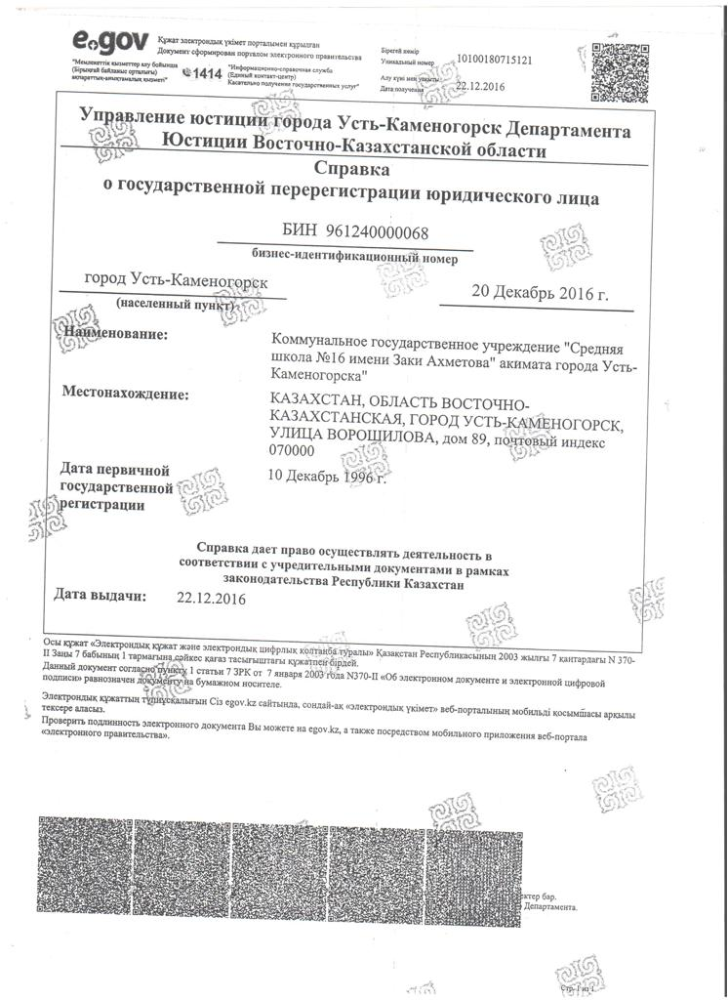 e.gov
Құжат электрондық үкімет порталымен құрылған
Документ сформирован порталом электронного правительства
"Мемлекеттік қызметтер алу бойынша
(Бірыңғай байланыс орталығы)
ақпараттық-анықтамалық қызметі"
1414
"Информационно-справочная служба
(Единый контакт-центр)
Касательно получения государственных услуг"
Бірегей нөмір
Уникальный номер
10100180715121
Алу күні мен уақыты
Дата получения
22.12.2016
Управление юстиции города Усть-Каменогорск Департамента
Юстиции Восточно-Казахстанской области
Справка
о государственной перерегистрации юридического лица
БИН 961240000068
бизнес-идентификационный номер
город Усть-Каменогорск
(населенный пункт)
20 Декабрь 2016 г.
Наименование:
Коммунальное государственное учреждение "Средняя
школа №16 имени Заки Ахметова" акимата города Усть-
Каменогорска"
Местонахождение:
КАЗАХСТАН, ОБЛАСТЬ ВОСТОЧНО-
КАЗАХСТАНСКАЯ, ГОРОД УСТЬ-КАМЕНОГОРСК,
УЛИЦА ВОРОШИЛОВА, дом 89, почтовый индекс
070000
Дата первичной
государственной
регистрации
10 Декабрь 1996 г.
Справка дает право осуществлять деятельность в
соответствии с учредительными документами в рамках
законодательства Республики Казахстан
Дата выдачи:
22.12.2016
Осы құжат «Электрондық құжат және электрондық цифрлық қолтаңба туралы» Қазақстан Республикасының 2003 жылғы 7 қаңтардағы N 370-
II Заңы 7 бабының 1 тармағына сәйкес қағаз тасығыштағы құжатпен бірдей.
Данный документ согласно пункту 1 статьи 7 ЗРК от 7 января 2003 года N370-II «Об электронном документе и электронной цифровой
подписи» равнозначен документу на бумажном носителе.
Электрондық құжаттың түпнұсқалығын Сіз egov.kz сайтында, сондай-ақ «электрондық үкімет» веб-порталының мобильді қосымшасы арқылы
тексере аласыз.
Проверить подлинность электронного документа Вы можете на egov.kz, а также посредством мобильного приложения веб-портала
«электронного правительства».
ектер бар.
Департамента.
Стр. 1 из 1